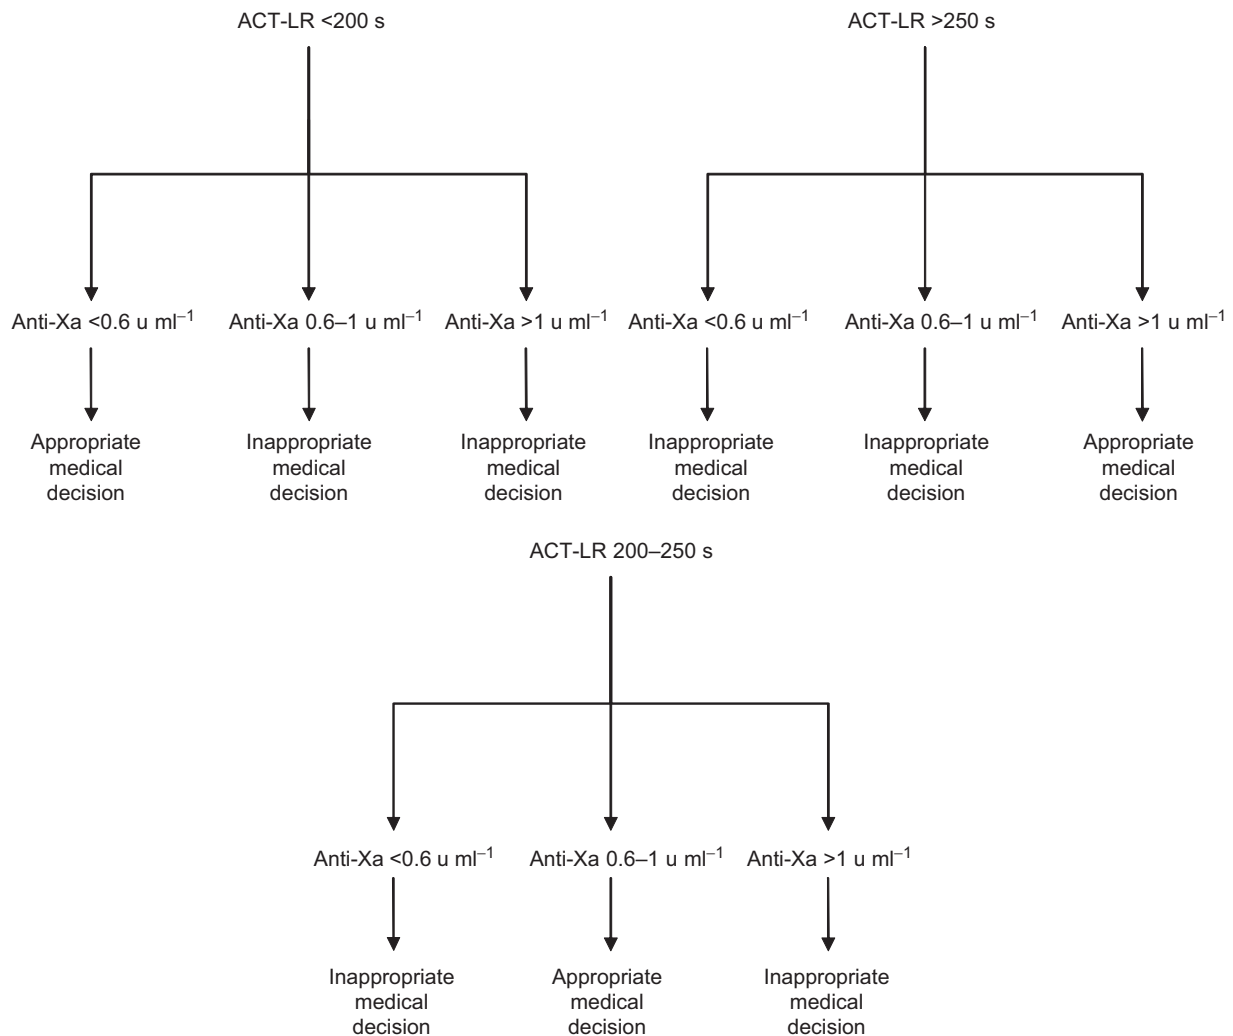 ACT-LR <200 s
ACT-LR >250 s
Anti-Xa <0.6 u ml⁻¹
Anti-Xa 0.6–1 u ml⁻¹
Anti-Xa >1 u ml⁻¹
Anti-Xa <0.6 u ml⁻¹
Anti-Xa 0.6–1 u ml⁻¹
Anti-Xa >1 u ml⁻¹
Appropriate
medical
decision
Inappropriate
medical
decision
Inappropriate
medical
decision
Inappropriate
medical
decision
Inappropriate
medical
decision
Appropriate
medical
decision
ACT-LR 200–250 s
Anti-Xa <0.6 u ml⁻¹
Anti-Xa 0.6–1 u ml⁻¹
Anti-Xa >1 u ml⁻¹
Inappropriate
medical
decision
Appropriate
medical
decision
Inappropriate
medical
decision